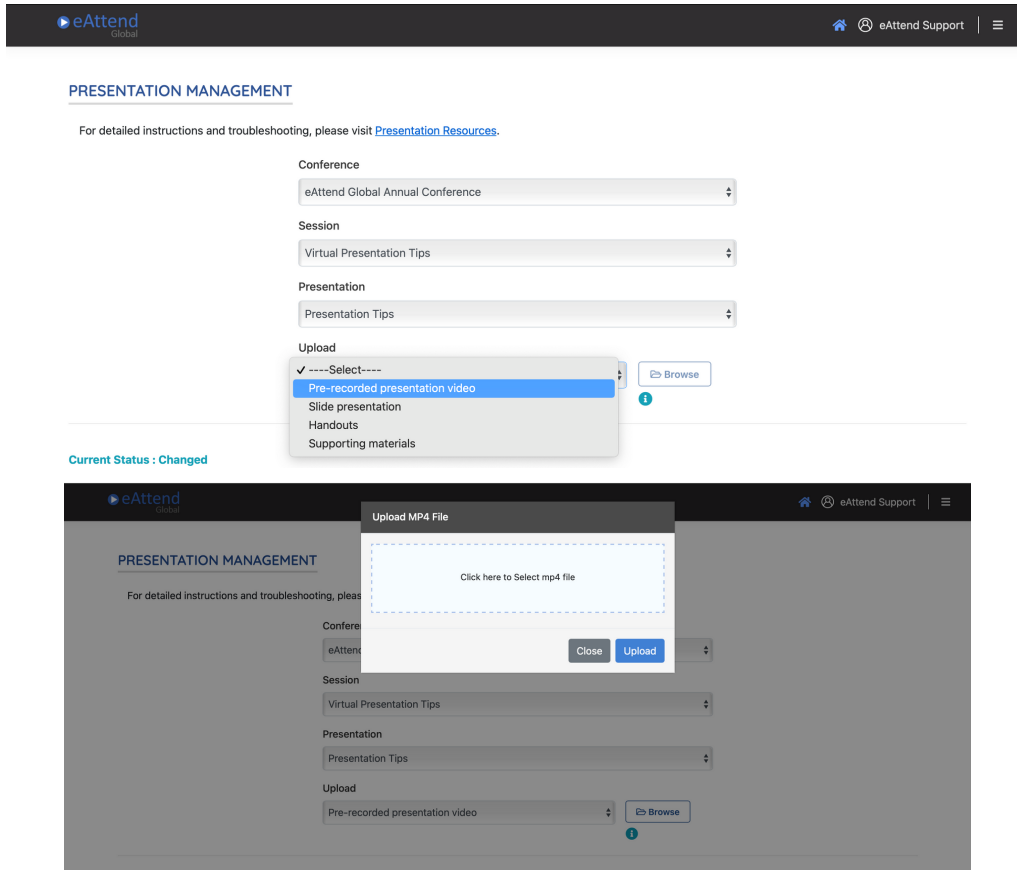 eAttend
Global
eAttend Support
PRESENTATION MANAGEMENT
For detailed instructions and troubleshooting, please visit Presentation Resources.
Conference
eAttend Global Annual Conference
Session
Virtual Presentation Tips
Presentation
Presentation Tips
Upload
✓ ----Select----
Pre-recorded presentation video
Slide presentation
Handouts
Supporting materials
Browse
Current Status : Changed
eAttend
Global
eAttend Support
Upload MP4 File
Click here to Select mp4 file
Close Upload
PRESENTATION MANAGEMENT
For detailed instructions and troubleshooting, pleas
Confere
eAttend
Session
Virtual Presentation Tips
Presentation
Presentation Tips
Upload
Pre-recorded presentation video
Browse